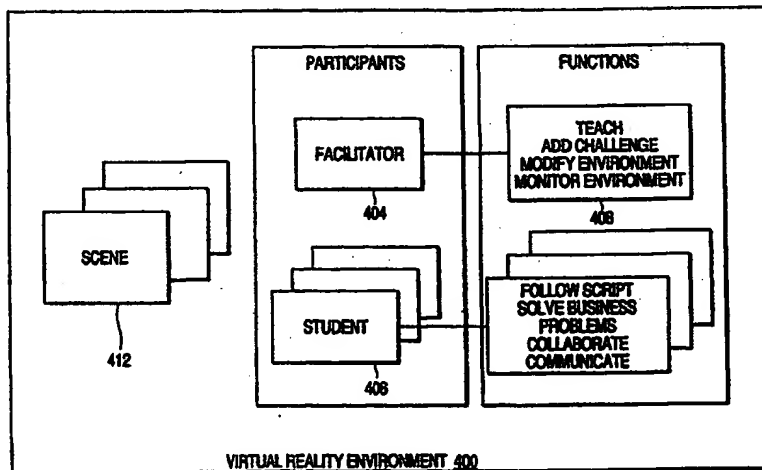 PARTICIPANTS
FUNCTIONS
FACILITATOR
404
TEACH
ADD CHALLENGE
MODIFY ENVIRONMENT
MONITOR ENVIRONMENT
408
SCENE
412
STUDENT
406
FOLLOW SCRIPT
SOLVE BUSINESS
PROBLEMS
COLLABORATE
COMMUNICATE
VIRTUAL REALITY ENVIRONMENT 400